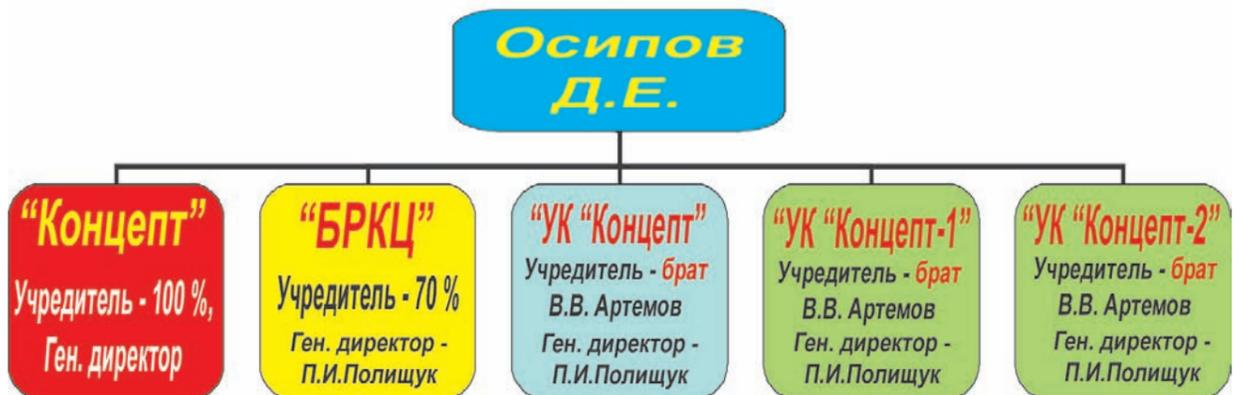 Осипов
Д.Е.
“Концепт”
Учредитель - 100 %,
Ген. директор
“БРКЦ”
Учредитель - 70 %
Ген. директор -
П.И.Полищук
“УК “Концепт”
Учредитель - брат
В.В. Артемов
Ген. директор -
П.И.Полищук
“УК “Концепт-1”
Учредитель - брат
В.В. Артемов
Ген. директор -
П.И.Полищук
“УК “Концепт-2”
Учредитель - брат
В.В. Артемов
Ген. директор -
П.И.Полищук